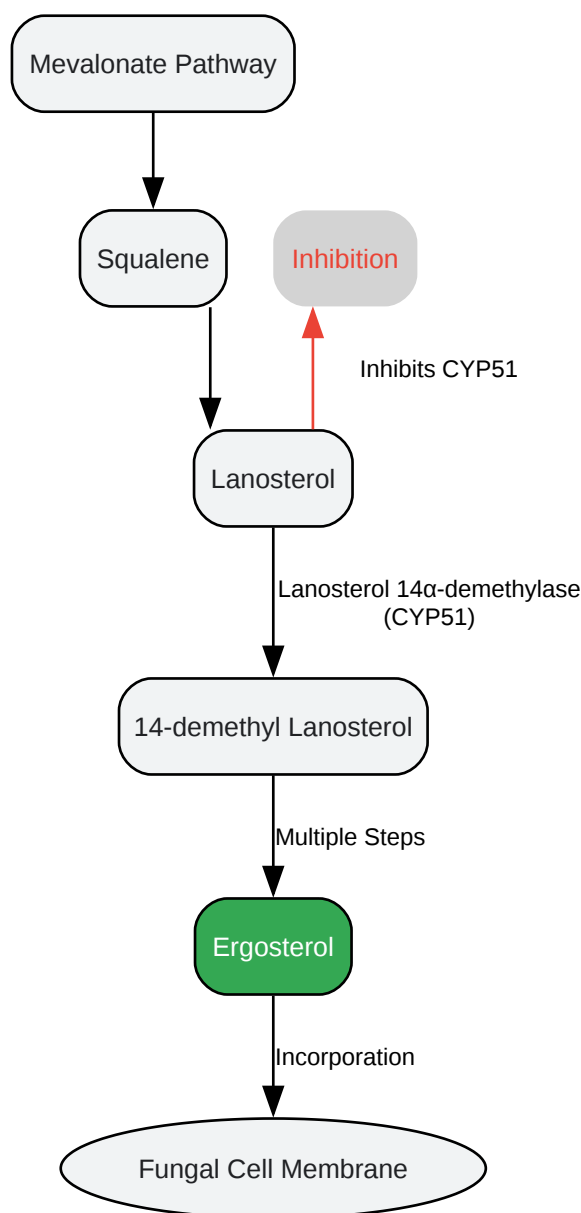 Mevalonate Pathway
Squalene
Inhibition
Inhibits CYP51
Lanosterol
Lanosterol 14α-demethylase
(CYP51)
14-demethyl Lanosterol
Multiple Steps
Ergosterol
Incorporation
Fungal Cell Membrane